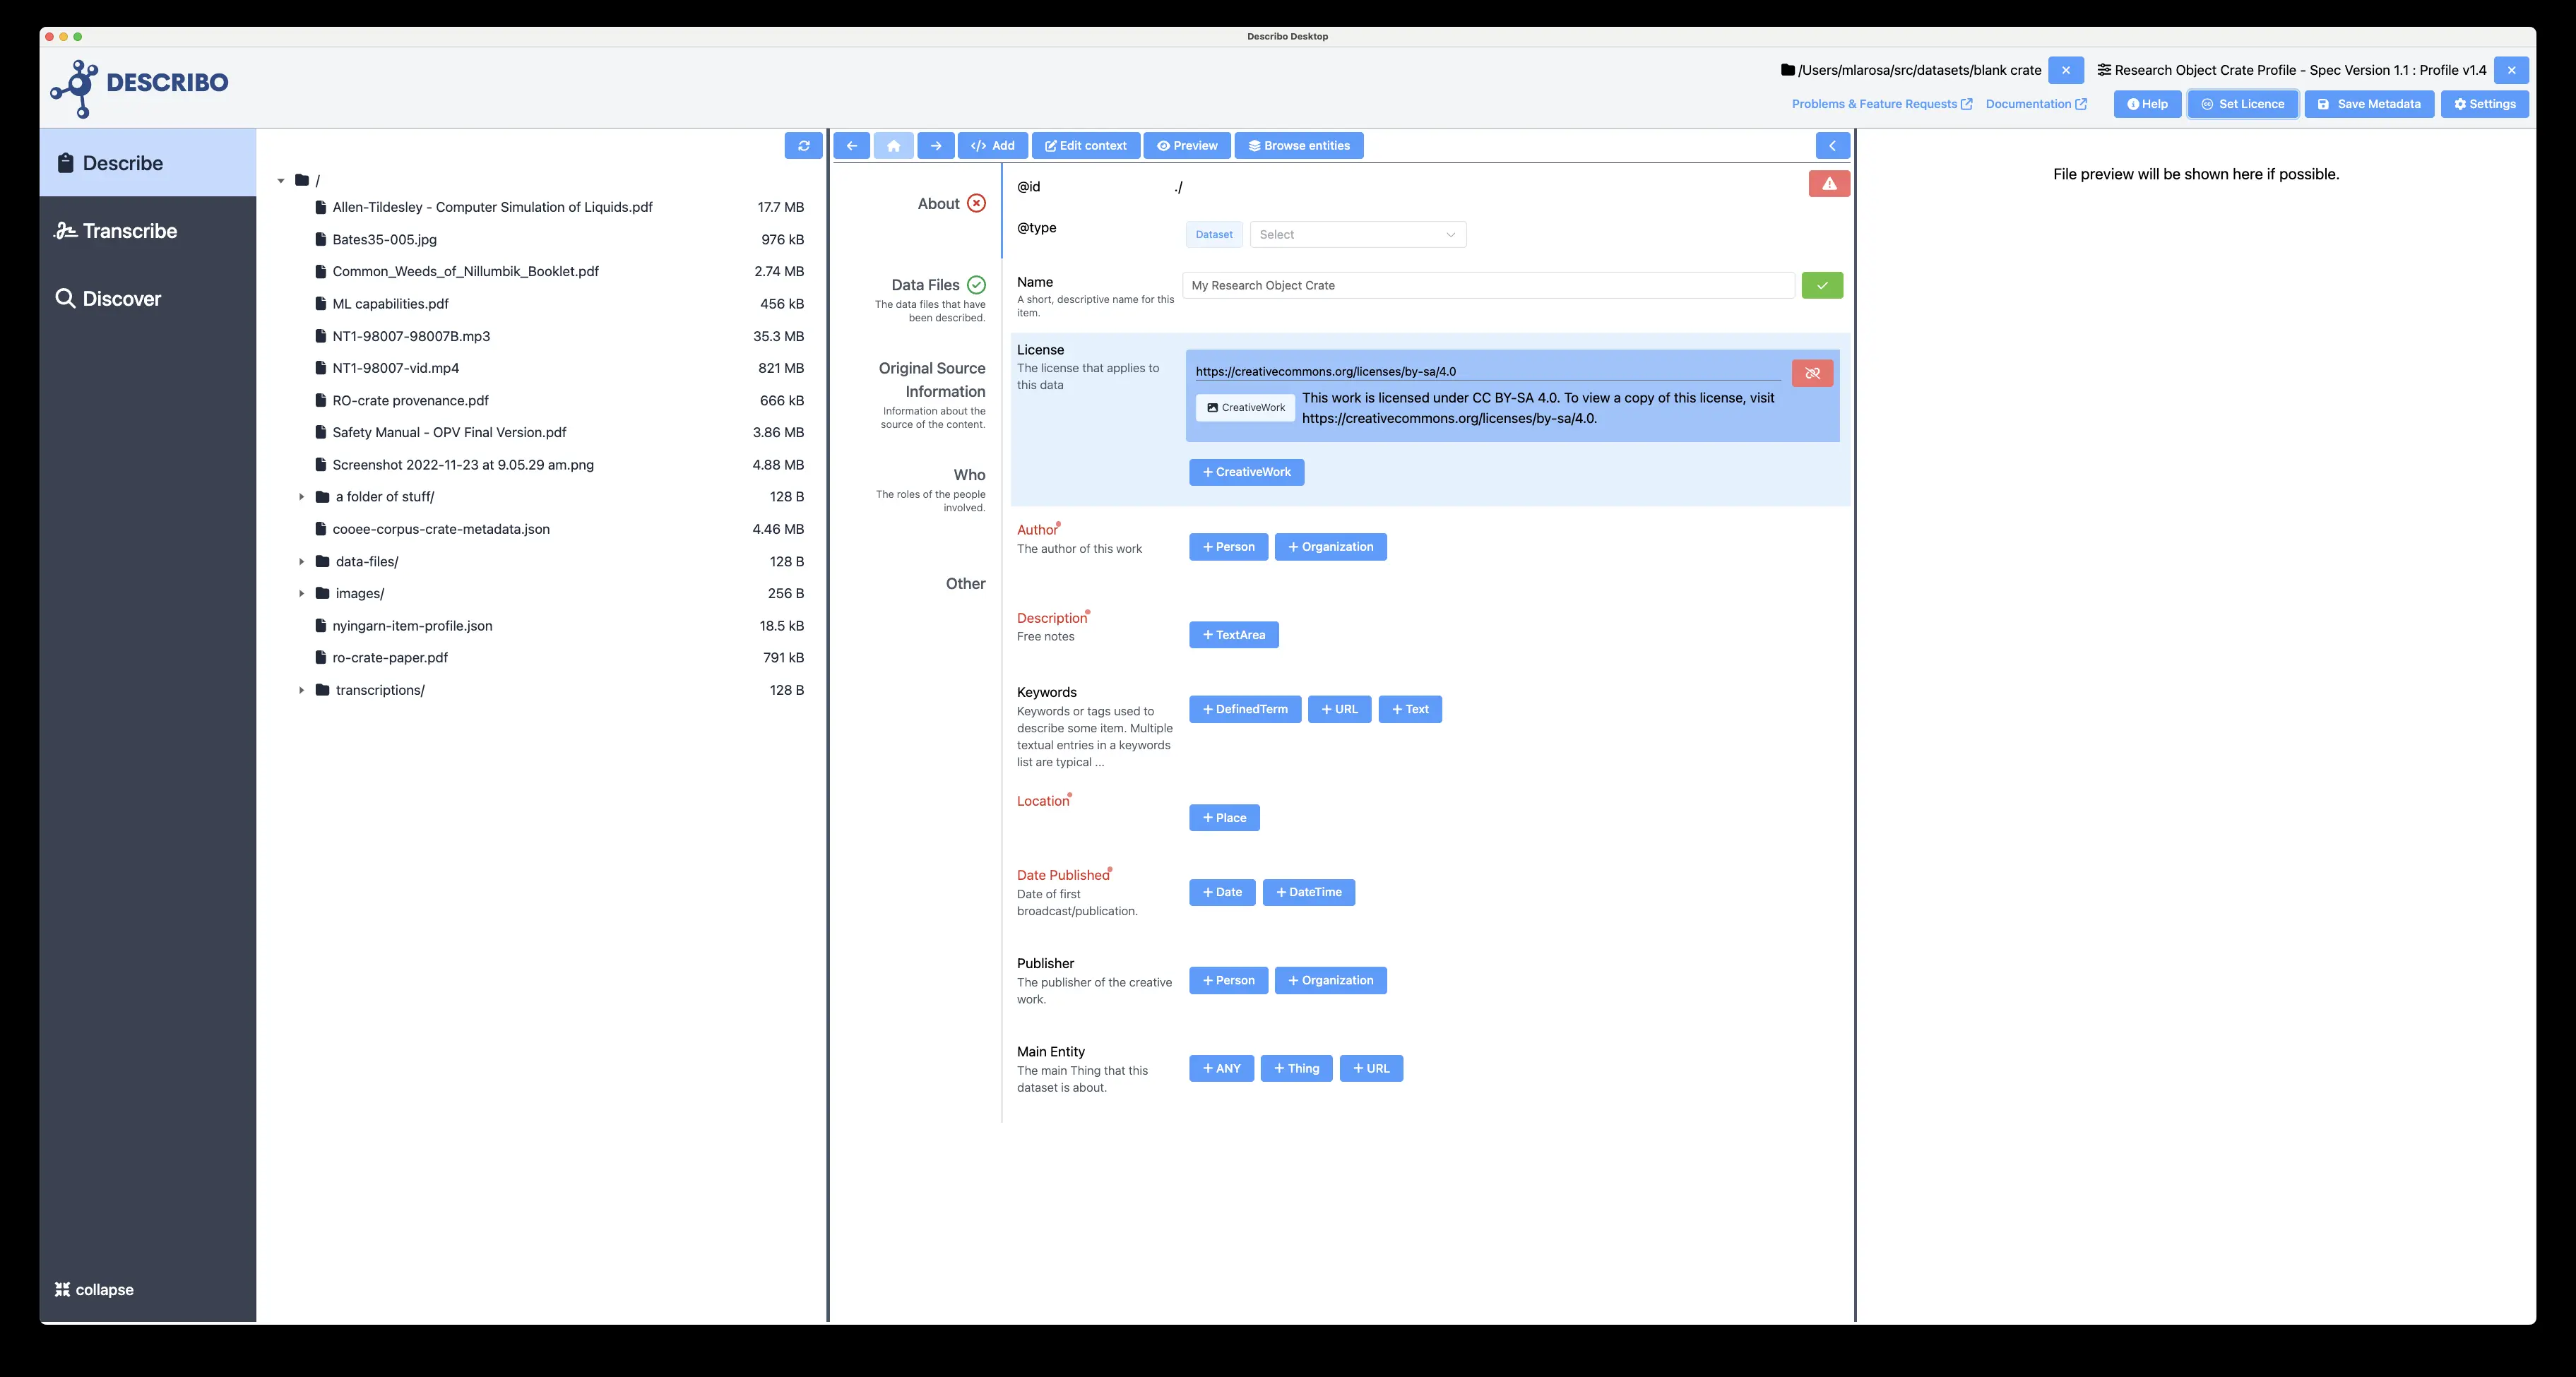 Describo Desktop
DESCRIBO
/Users/mlarosa/src/datasets/blank crate
Research Object Crate Profile - Spec Version 1.1 : Profile v1.4
Problems & Feature Requests
Documentation
Help
Set Licence
Save Metadata
Settings
Describe
Transcribe
Discover
collapse
/
Allen-Tildesley - Computer Simulation of Liquids.pdf 17.7 MB
Bates35-005.jpg 976 kB
Common_Weeds_of_Nillumbik_Booklet.pdf 2.74 MB
ML capabilities.pdf 456 kB
NT1-98007-98007B.mp3 35.3 MB
NT1-98007-vid.mp4 821 MB
RO-crate provenance.pdf 666 kB
Safety Manual - OPV Final Version.pdf 3.86 MB
Screenshot 2022-11-23 at 9.05.29 am.png 4.88 MB
a folder of stuff/ 128 B
cooee-corpus-crate-metadata.json 4.46 MB
data-files/ 128 B
images/ 256 B
nyingarn-item-profile.json 18.5 kB
ro-crate-paper.pdf 791 kB
transcriptions/ 128 B
</> Add
Edit context
Preview
Browse entities
About
Data Files
The data files that have
been described.
Original Source
Information
Information about the
source of the content.
Who
The roles of the people
involved.
Other
@id ./
@type
Dataset
Select
Name
A short, descriptive name for this
item.
My Research Object Crate
License
The license that applies to
this data
https://creativecommons.org/licenses/by-sa/4.0
CreativeWork
This work is licensed under CC BY-SA 4.0. To view a copy of this license, visit
https://creativecommons.org/licenses/by-sa/4.0.
+ CreativeWork
Author
The author of this work
+ Person + Organization
Description
Free notes
+ TextArea
Keywords
Keywords or tags used to
describe some item. Multiple
textual entries in a keywords
list are typical ...
+ DefinedTerm + URL + Text
Location
+ Place
Date Published
Date of first
broadcast/publication.
+ Date + DateTime
Publisher
The publisher of the creative
work.
+ Person + Organization
Main Entity
The main Thing that this
dataset is about.
+ ANY + Thing + URL
File preview will be shown here if possible.